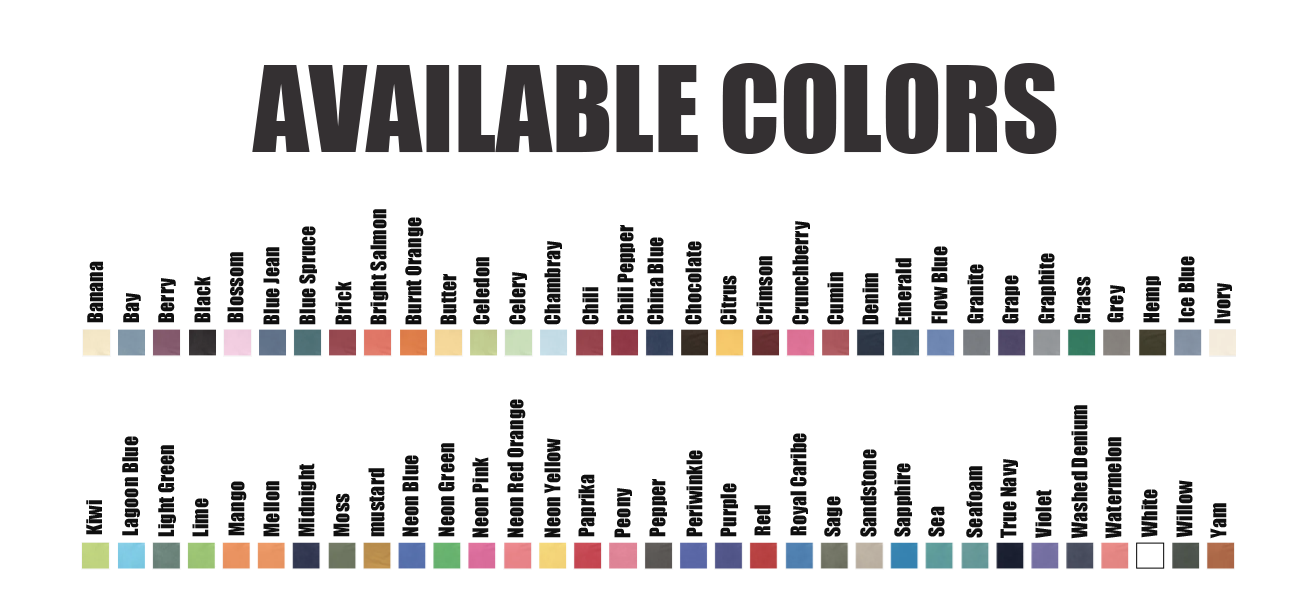 AVAILABLE COLORS
Banana
Bay
Berry
Black
Blossom
Blue Jean
Blue Spruce
Brick
Bright Salmon
Burnt Orange
Butter
Celedon
Celery
Chambray
Chili
Chili Pepper
China Blue
Chocolate
Citrus
Crimson
Crunchberry
Cumin
Denim
Emerald
Flow Blue
Granite
Grape
Graphite
Grass
Grey
Hemp
Ice Blue
Ivory
Kiwi
Lagoon Blue
Light Green
Lime
Mango
Mellon
Midnight
Moss
mustard
Neon Blue
Neon Green
Neon Pink
Neon Red Orange
Neon Yellow
Paprika
Peony
Pepper
Periwinkle
Purple
Red
Royal Caribe
Sage
Sandstone
Sapphire
Sea
Seafoam
True Navy
Violet
Washed Denium
Watermelon
White
Willow
Yam